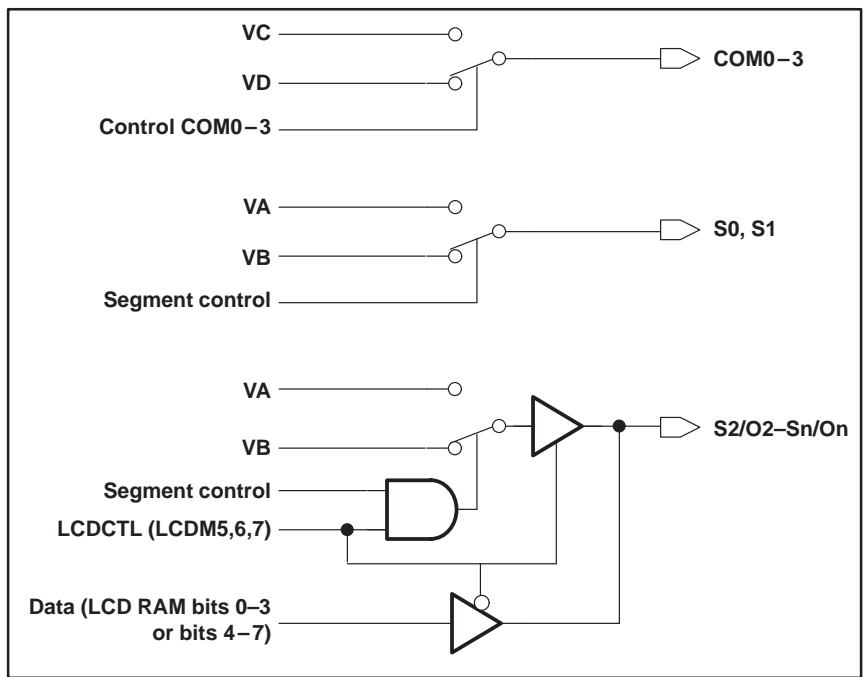 VC
COM0–3
VD
Control COM0–3
VA
S0, S1
VB
Segment control
VA
S2/O2–Sn/On
VB
Segment control
LCDCTL (LCDM5,6,7)
Data (LCD RAM bits 0–3
or bits 4–7)